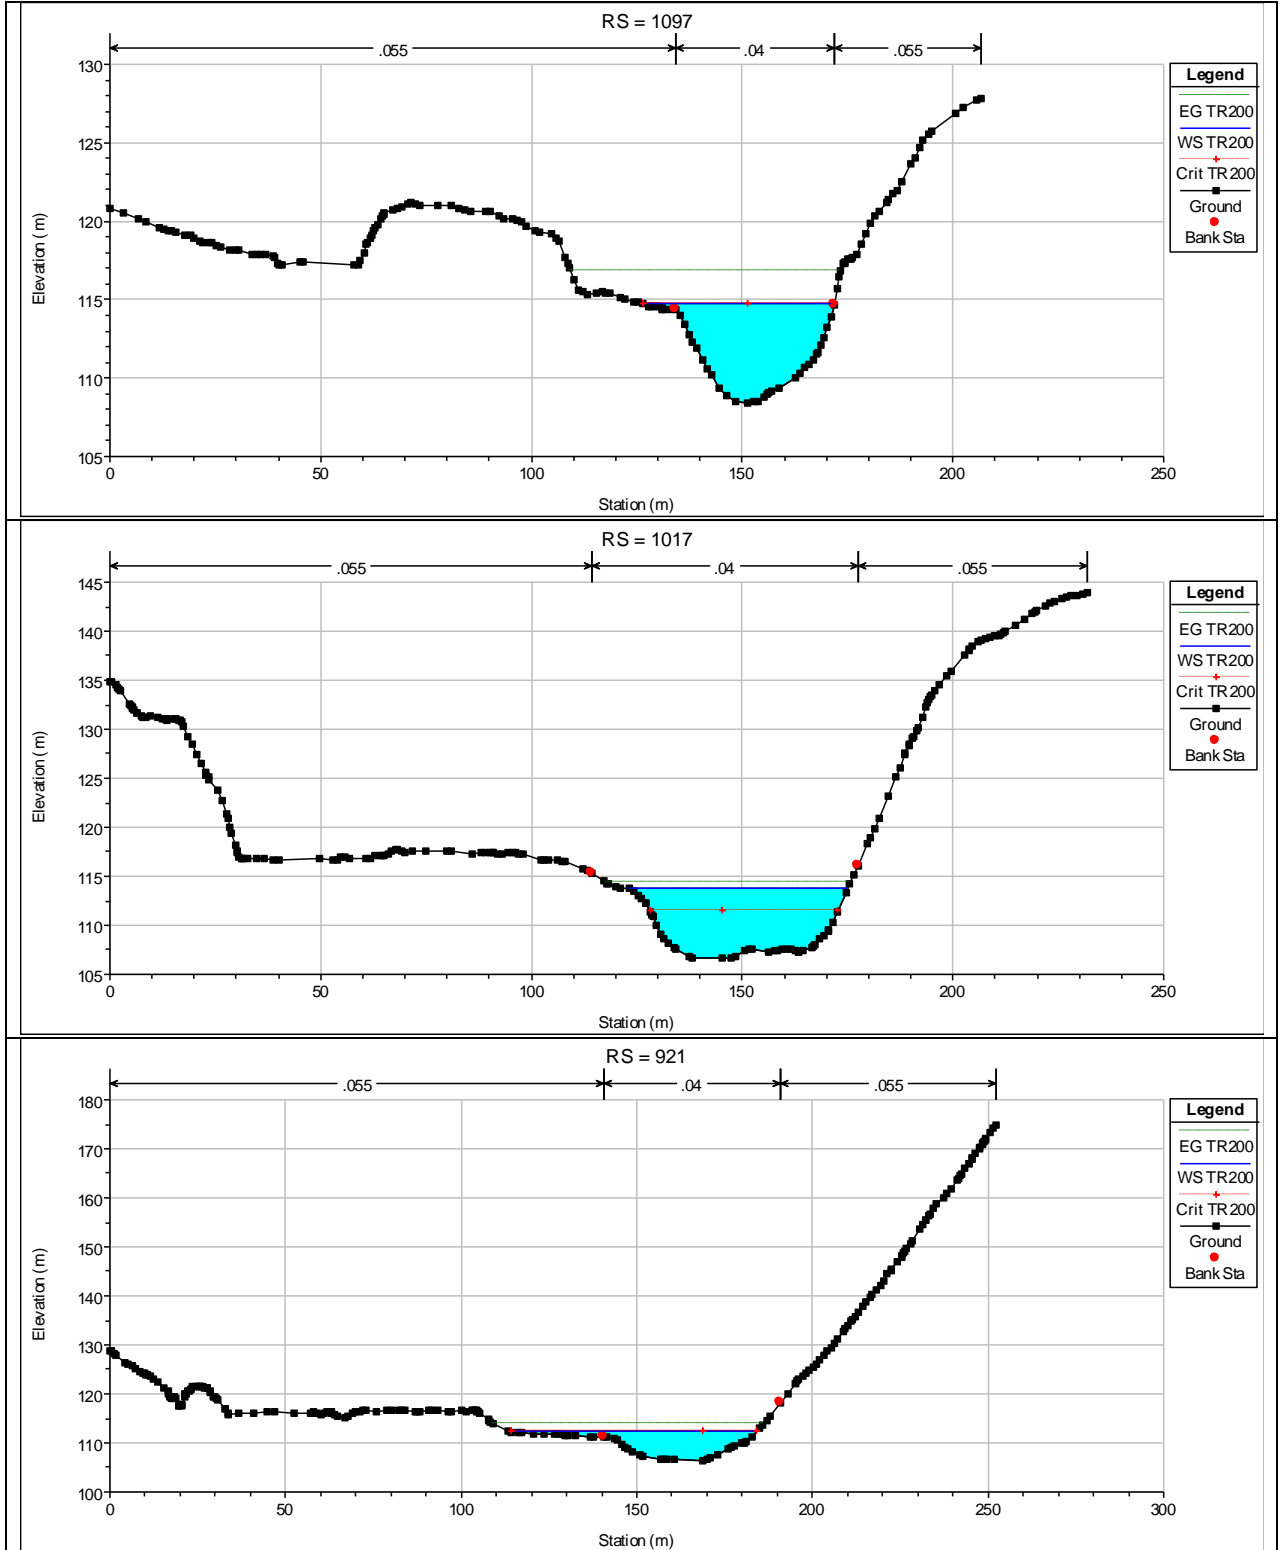 RS = 1097
.055
.04
.055
130
125
120
115
110
105
Elevation (m)
0
50
100
150
200
250
Station (m)
Legend
EG TR200
WS TR200
Crit TR200
Ground
Bank Sta
RS = 1017
.055
.04
.055
145
140
135
130
125
120
115
110
105
Elevation (m)
0
50
100
150
200
250
Station (m)
Legend
EG TR200
WS TR200
Crit TR200
Ground
Bank Sta
RS = 921
.055
.04
.055
180
170
160
150
140
130
120
110
100
Elevation (m)
0
50
100
150
200
250
300
Station (m)
Legend
EG TR200
WS TR200
Crit TR200
Ground
Bank Sta